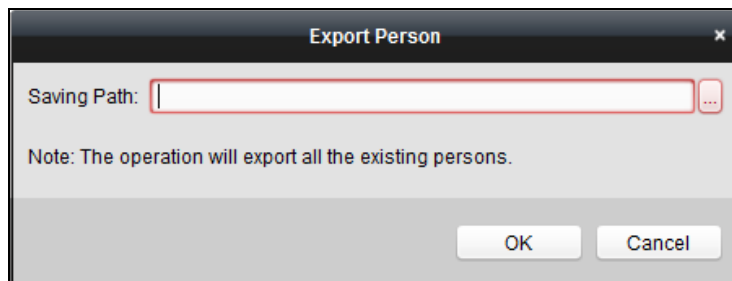 Export Person ×
Saving Path: ...
Note: The operation will export all the existing persons.
OK Cancel